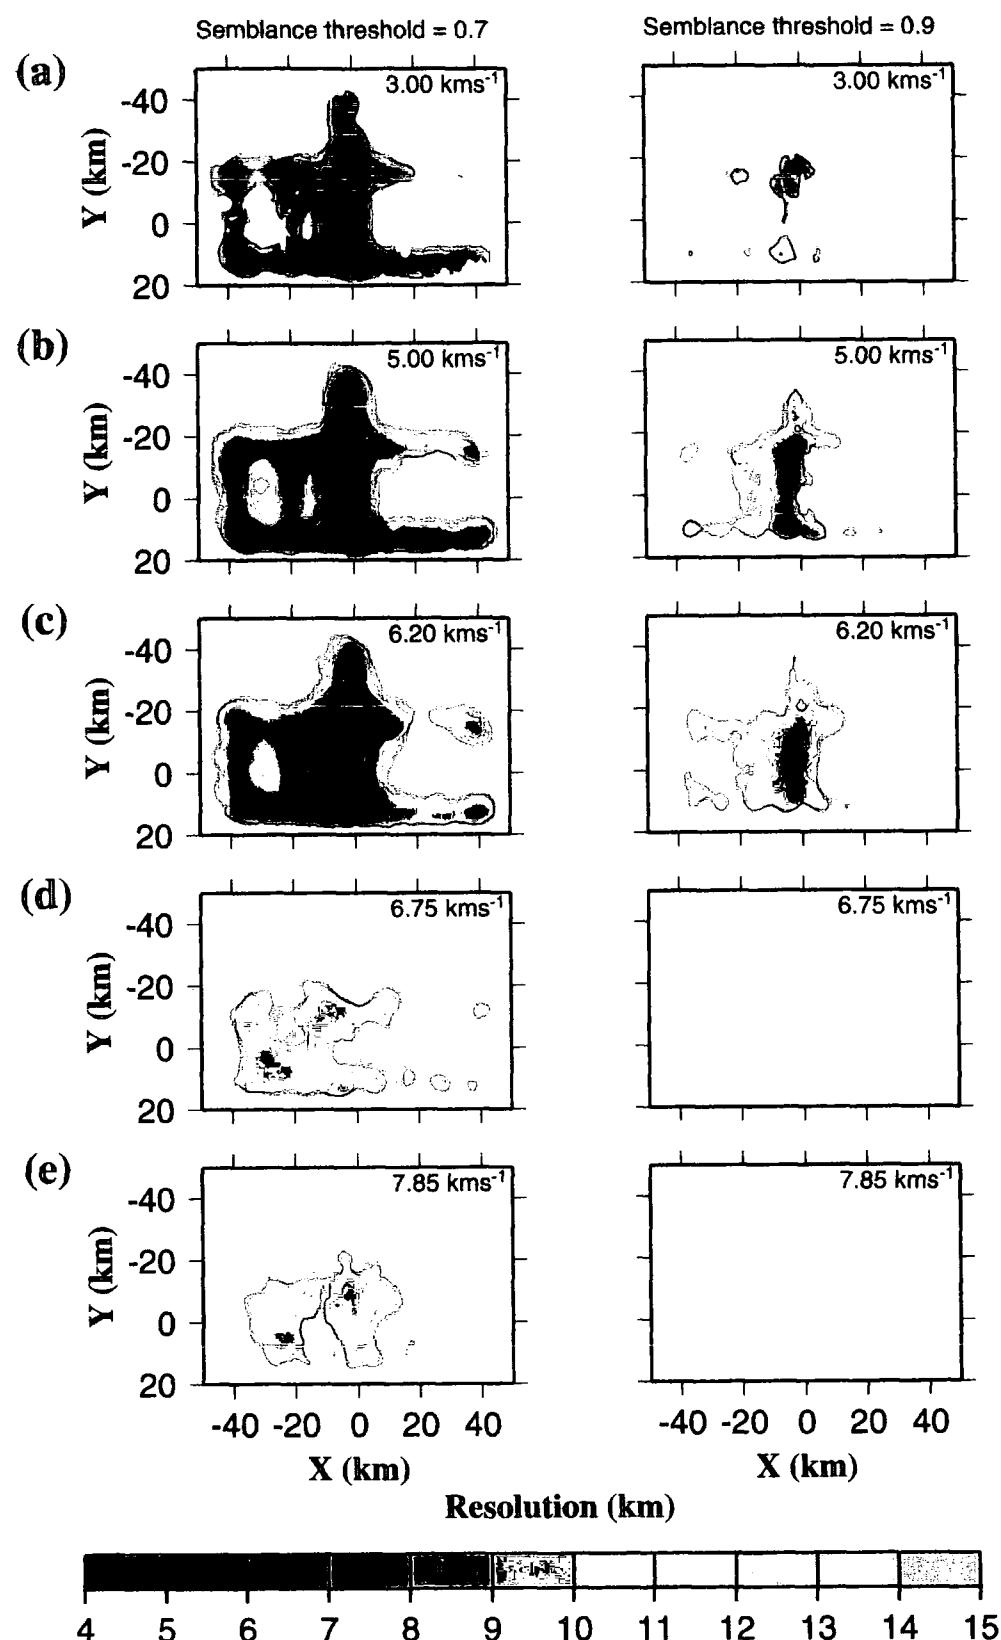 Semblance threshold = 0.7
Semblance threshold = 0.9
(a)
3.00 kms-1
3.00 kms-1
Y (km)
-40
-20
0
20
(b)
5.00 kms-1
5.00 kms-1
Y (km)
-40
-20
0
20
(c)
6.20 kms-1
6.20 kms-1
Y (km)
-40
-20
0
20
(d)
6.75 kms-1
6.75 kms-1
Y (km)
-40
-20
0
20
(e)
7.85 kms-1
7.85 kms-1
Y (km)
-40
-20
0
20
-40 -20 0 20 40
-40 -20 0 20 40
X (km)
X (km)
Resolution (km)
4 5 6 7 8 9 10 11 12 13 14 15